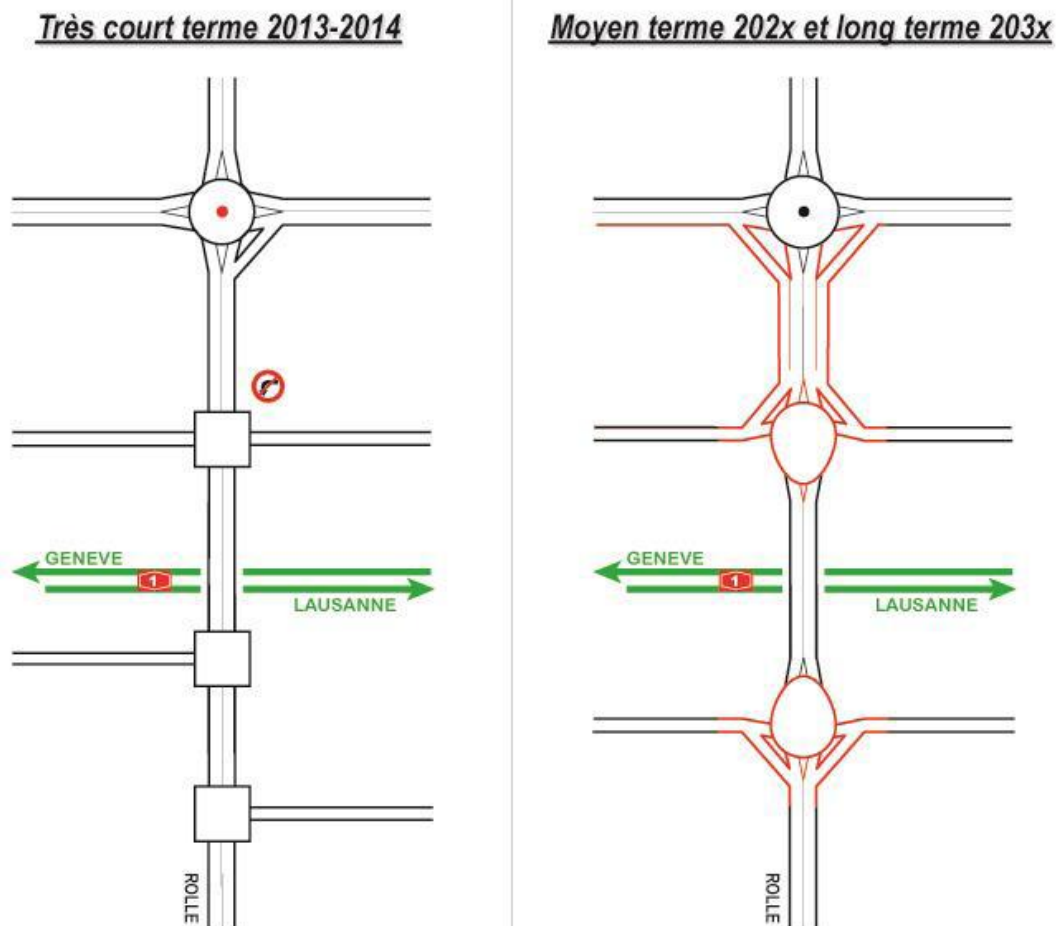 Très court terme 2013-2014
GENEVE
1
LAUSANNE
ROLLE
Moyen terme 202x et long terme 203x
GENEVE
1
LAUSANNE
ROLLE